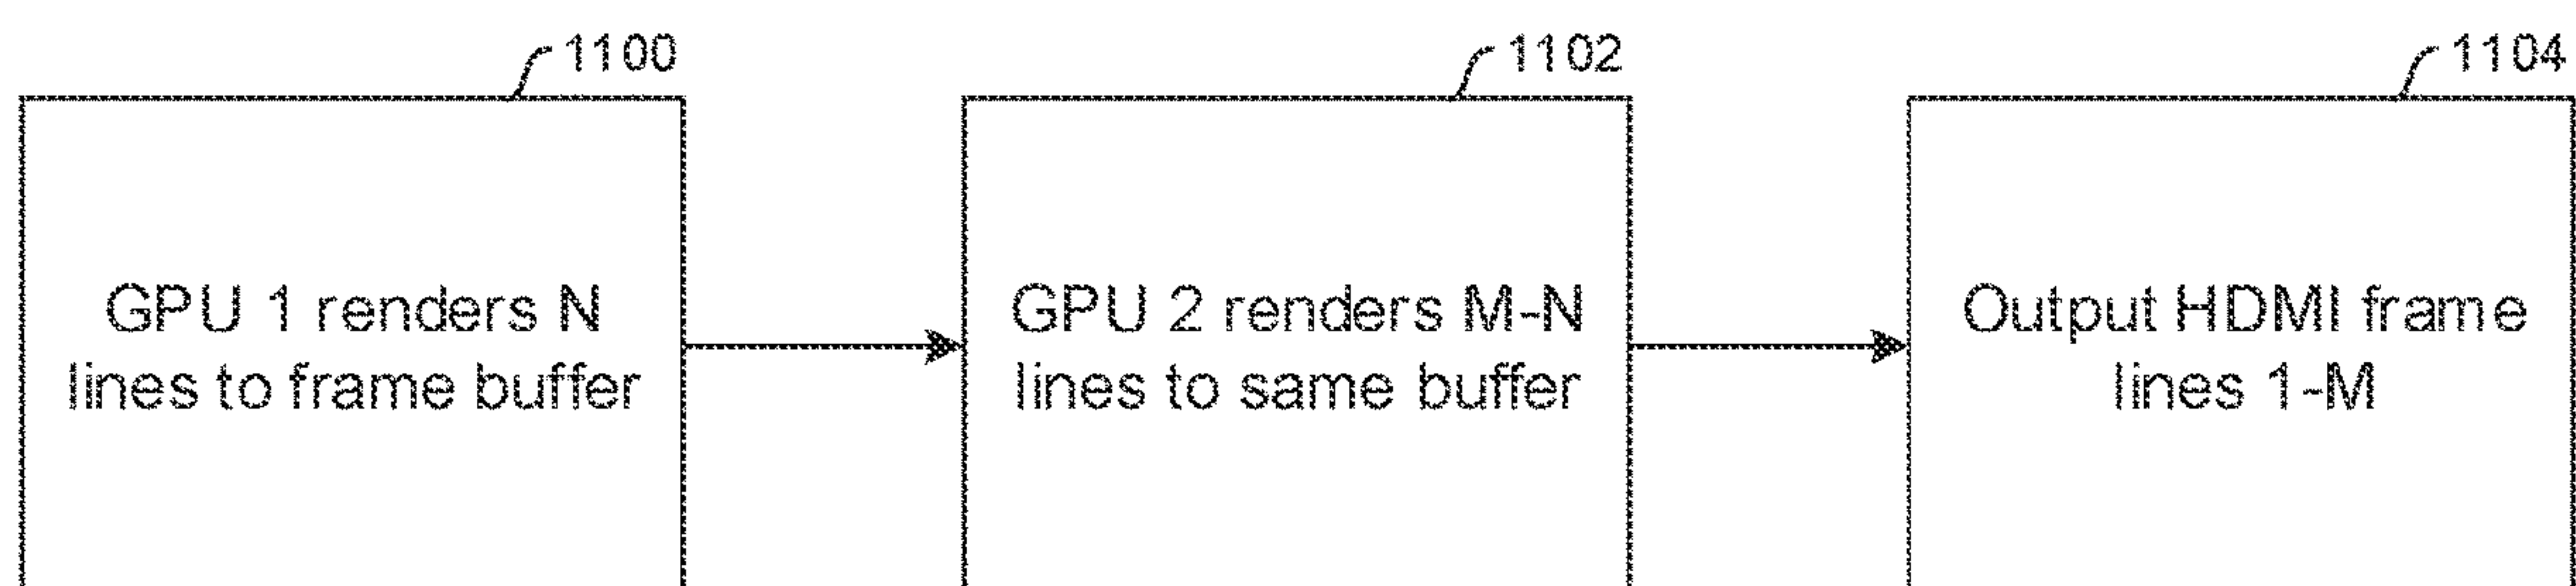 1100
GPU 1 renders N
lines to frame buffer
1102
GPU 2 renders M-N
lines to same buffer
1104
Output HDMI frame
lines 1-M